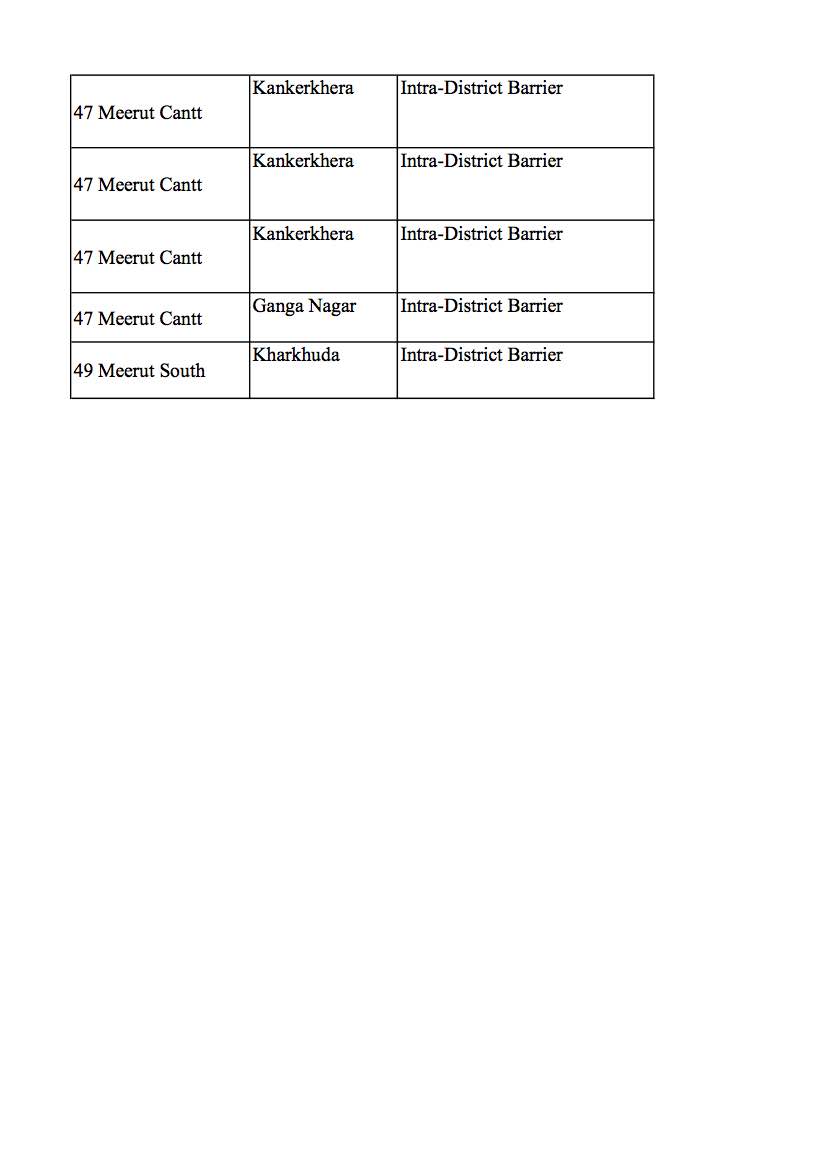 47 Meerut Cantt Kankerkhera Intra-District Barrier
47 Meerut Cantt Kankerkhera Intra-District Barrier
47 Meerut Cantt Kankerkhera Intra-District Barrier
47 Meerut Cantt Ganga Nagar Intra-District Barrier
49 Meerut South Kharkhuda Intra-District Barrier